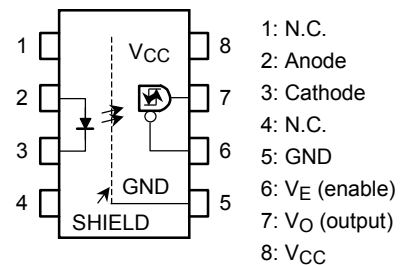 1
2
3
4
VCC
GND
SHIELD
8
7
6
5
1: N.C.
2: Anode
3: Cathode
4: N.C.
5: GND
6: VE (enable)
7: VO (output)
8: VCC